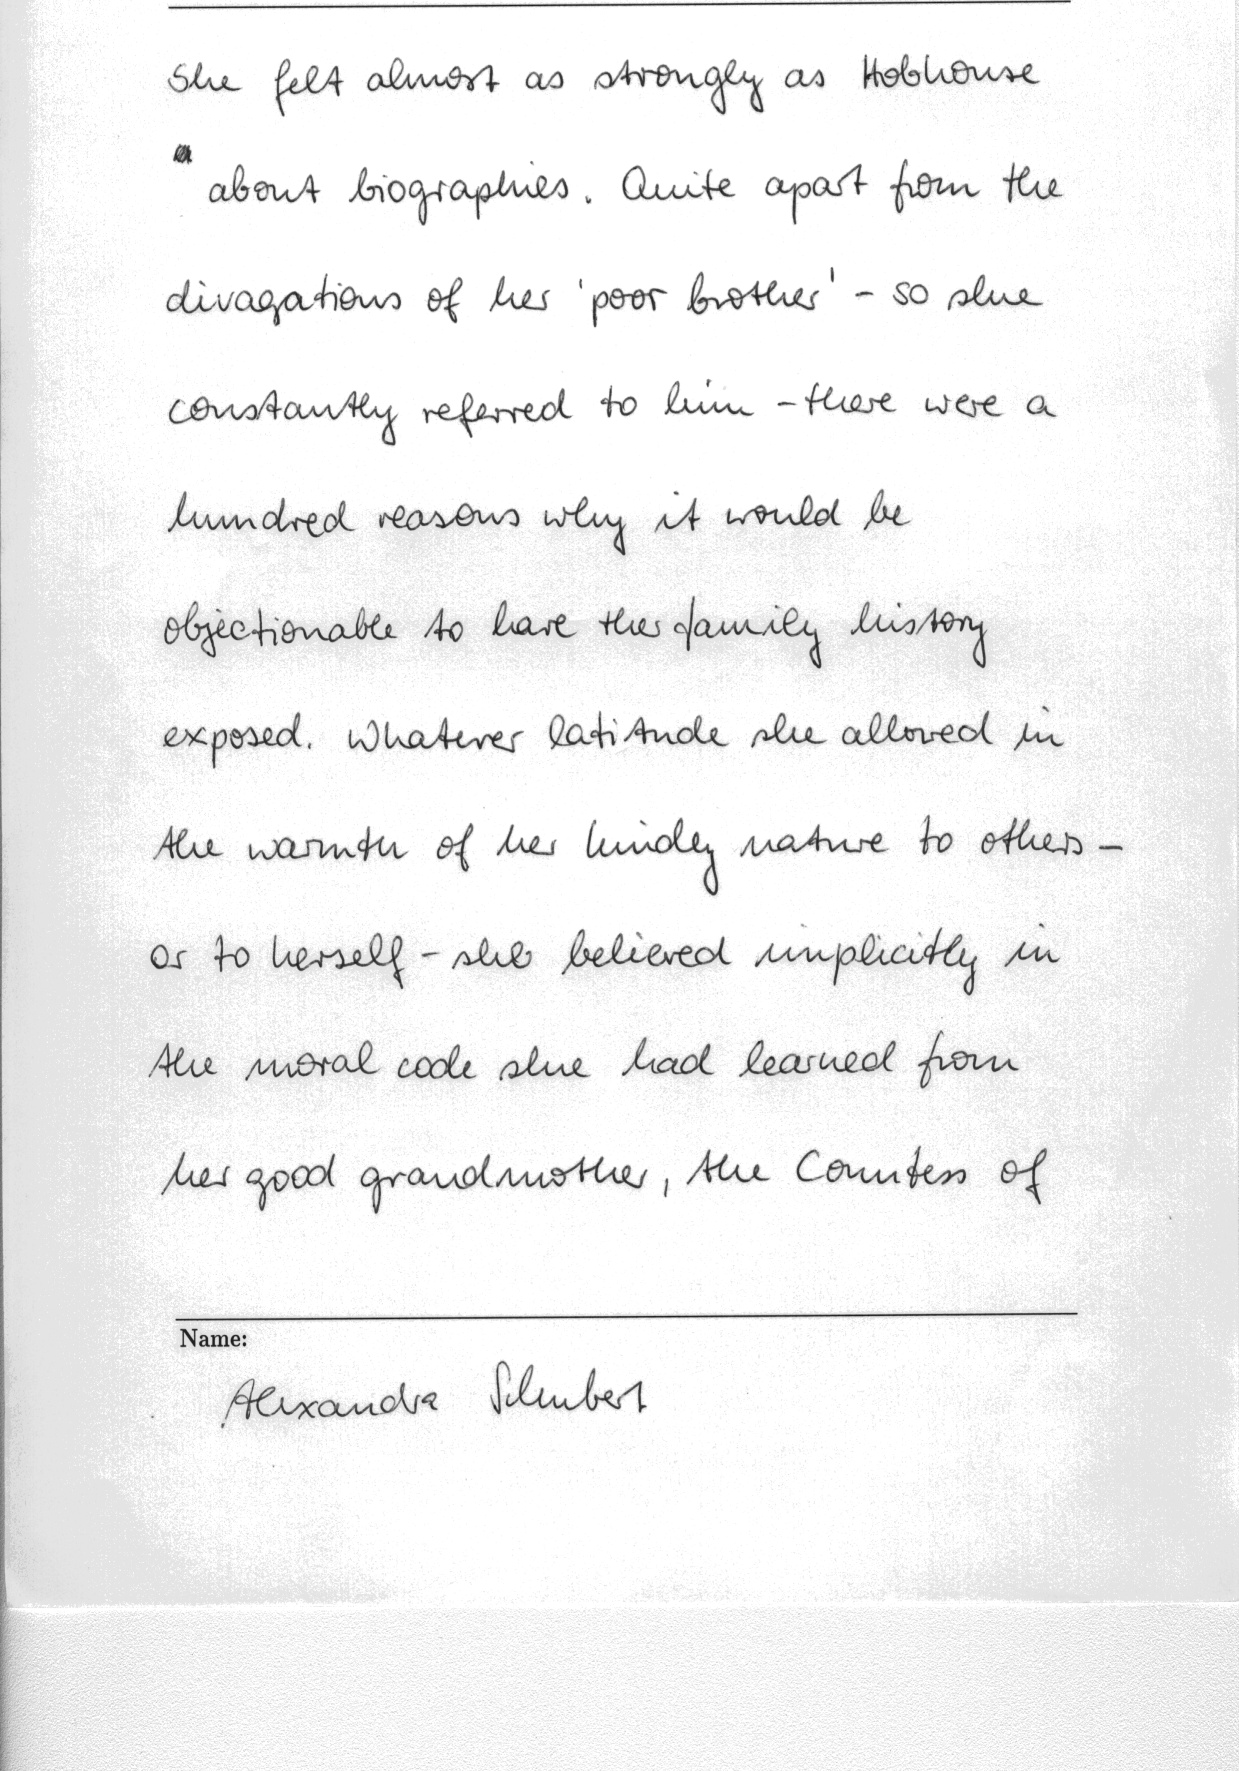 She felt almost as strongly as Hobhouse
about biographies. Quite apart from the
divagations of her 'poor brother' - so she
constantly referred to him - there were a
hundred reasons why it would be
objectionable to have the family history
exposed. Whatever latitude she allowed in
the warmth of her kindly nature to others -
or to herself - she believed implicitly in
the moral code she had learned from
her good grandmother, the Countess of
Name:
Alexandra Schubert